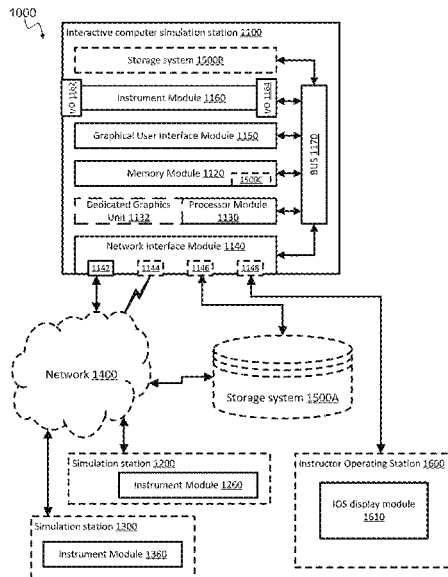 1000
Interactive computer simulation station 1100
Storage system 1500B
I/O 1162
Instrument Module 1160
I/O 1164
Graphical User Interface Module 1150
BUS 1170
Memory Module 1120
1500C
Dedicated Graphics
Unit 1132
Processor Module
1130
Network Interface Module 1140
1142
1144
1146
1148
Network 1400
Storage system 1500A
Simulation station 1200
Instrument Module 1260
Simulation station 1300
Instrument Module 1360
Instructor Operating Station 1600
IOS display module
1610